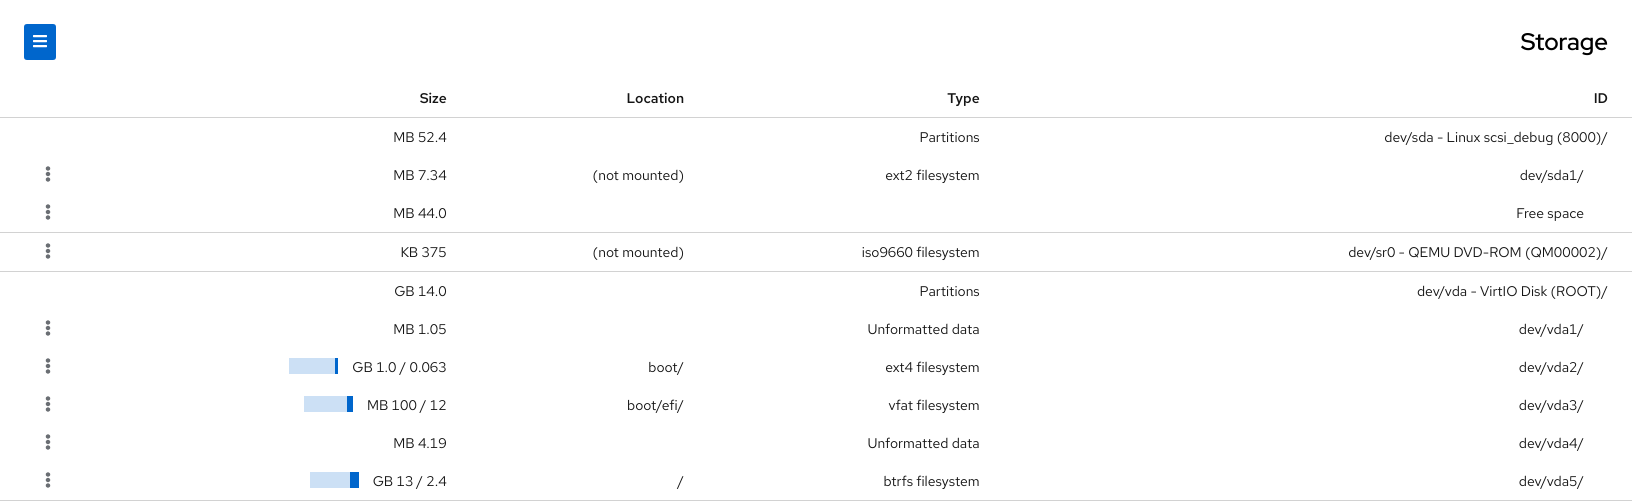 Storage
ID Type Location Size
dev/sda - Linux scsi_debug (8000)/ Partitions MB 52.4
dev/sda1/ ext2 filesystem (not mounted) MB 7.34
Free space MB 44.0
dev/sr0 - QEMU DVD-ROM (QM00002)/ iso9660 filesystem (not mounted) KB 375
dev/vda - VirtIO Disk (ROOT)/ Partitions GB 14.0
dev/vda1/ Unformatted data MB 1.05
dev/vda2/ ext4 filesystem boot/ GB 1.0 / 0.063
dev/vda3/ vfat filesystem boot/efi/ MB 100 / 12
dev/vda4/ Unformatted data MB 4.19
dev/vda5/ btrfs filesystem / GB 13 / 2.4